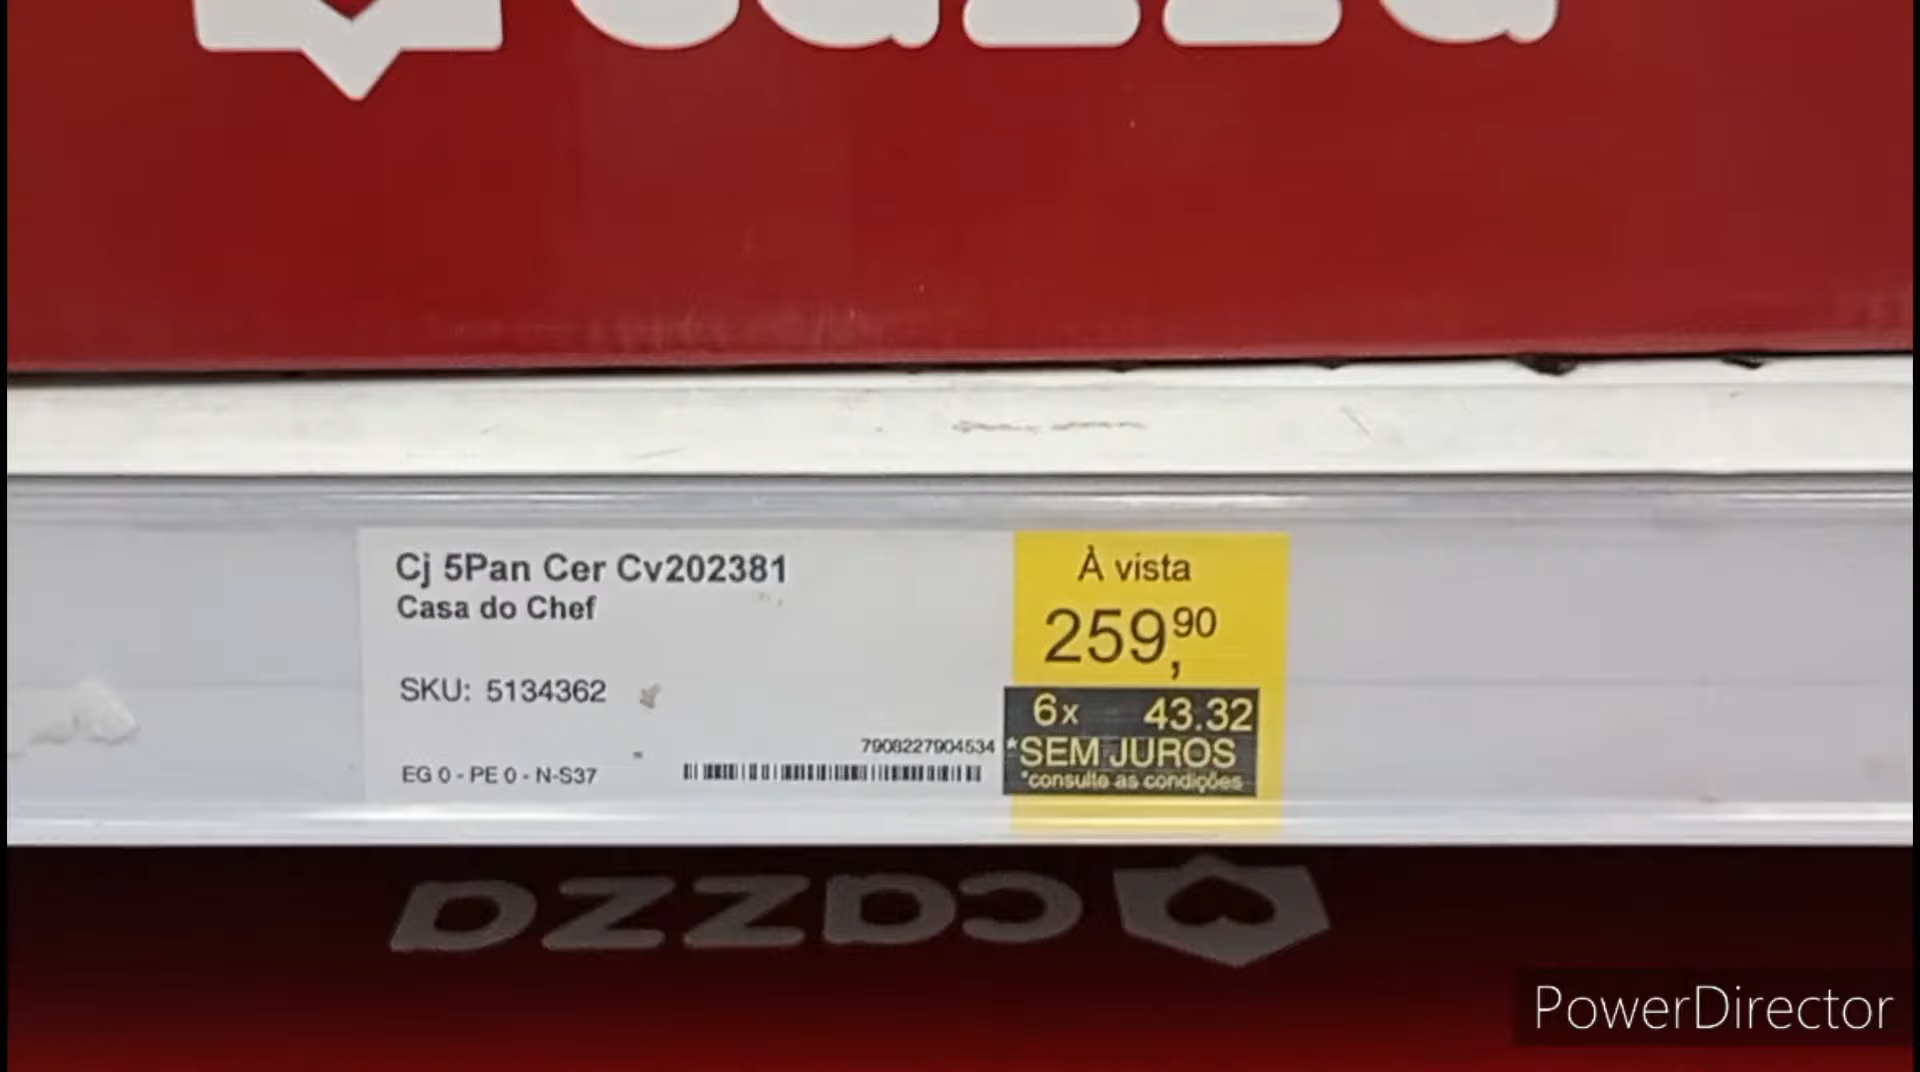 cazza
Cj 5Pan Cer Cv202381
Casa do Chef
SKU: 5134362
7908227904534
EG 0 - PE 0 - N-S37
À vista
259,90
6x 43.32
*SEM JUROS
*consulte as condições
cazza
PowerDirector